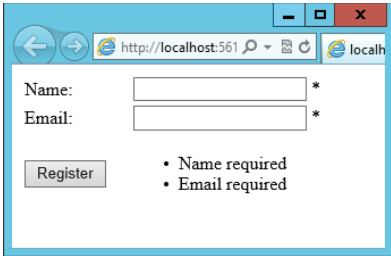 http://localhost:561
localh
Name: *
Email: *
• Name required
Register
• Email required